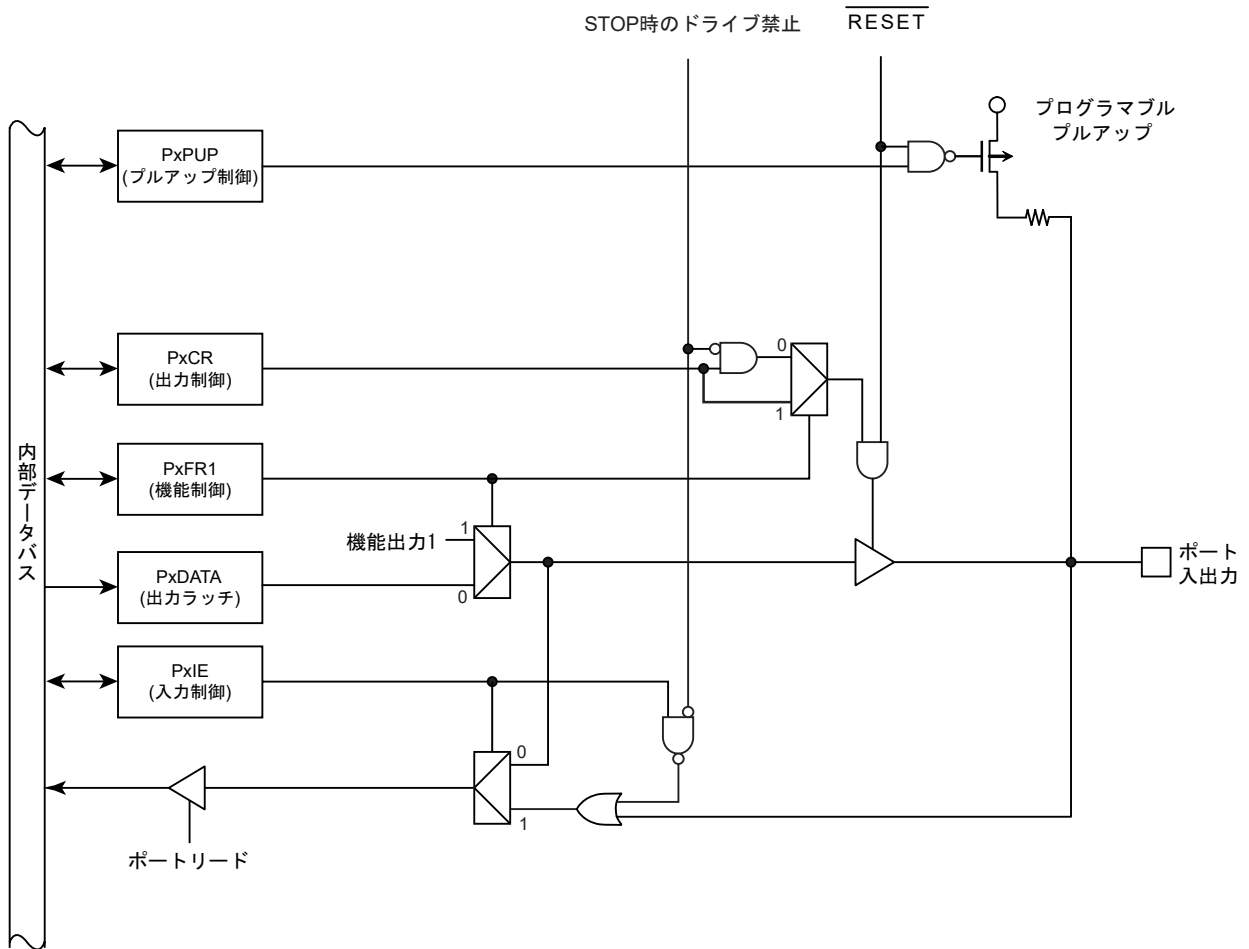 STOP時のドライブ禁止
RESET
プログラマブル
プルアップ
PxPUP
(プルアップ制御)
PxCR
(出力制御)
0
1
内部データバス
PxFR1
(機能制御)
機能出力1
1
0
PxDATA
(出力ラッチ)
ポート
入出力
PxIE
(入力制御)
0
1
ポートリード